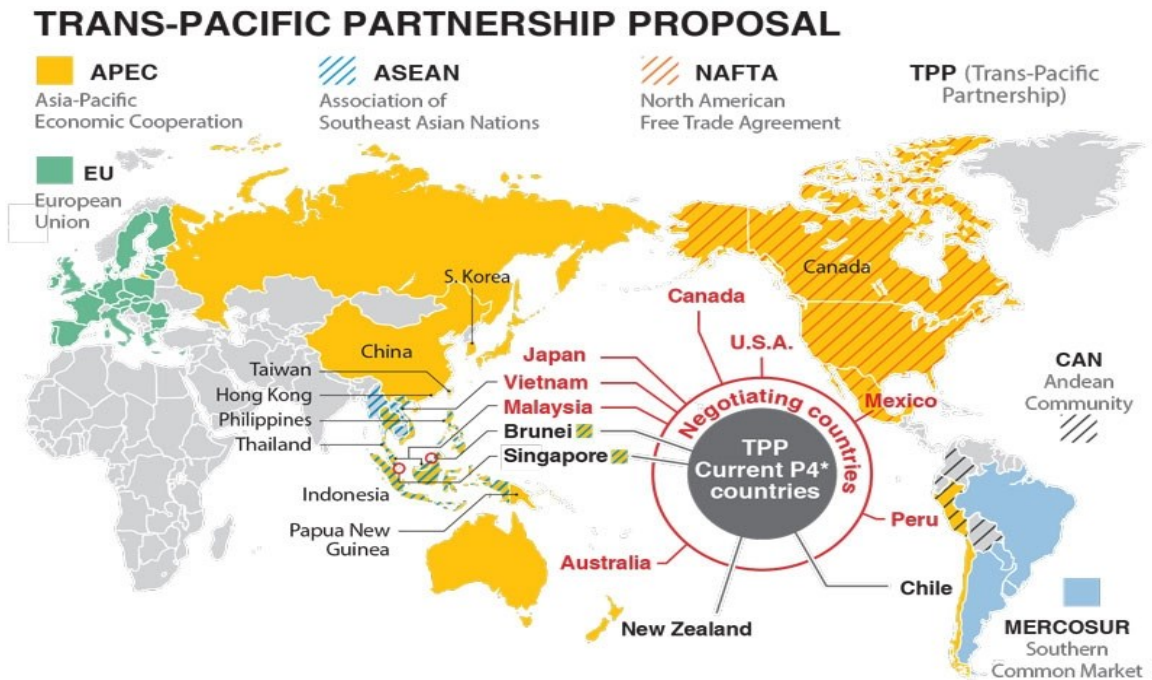 TRANS-PACIFIC PARTNERSHIP PROPOSAL
APEC
Asia-Pacific
Economic Cooperation
ASEAN
Association of
Southeast Asian Nations
NAFTA
North American
Free Trade Agreement
TPP (Trans-Pacific
Partnership)
EU
European
Union
S. Korea
Canada
Canada
U.S.A.
China
Japan
Taiwan
Vietnam
Hong Kong
Malaysia
Philippines
Brunei
Thailand
Singapore
Indonesia
Papua New
Guinea
Australia
New Zealand
Negotiating countries
TPP
Current P4*
countries
Mexico
Peru
Chile
CAN
Andean
Community
MERCOSUR
Southern
Common Market